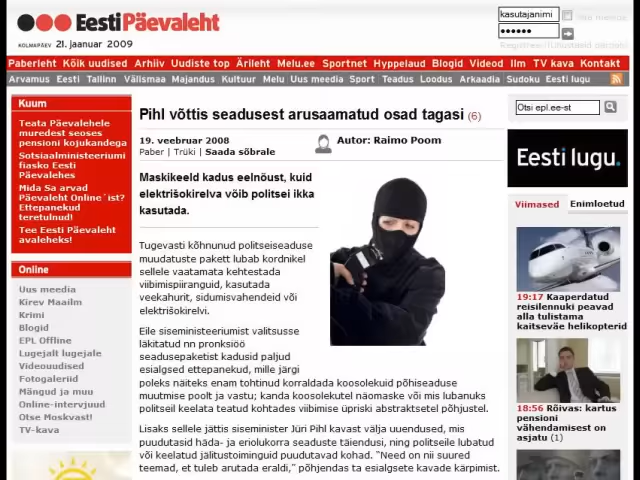 Eesti Päevaleht
KOLMAPÄEV 21. jaanuar 2009
kasutajanimi
Paberleht Kõik uudised Arhiiv Uudiste top Ärileht Melu.ee Sportnet Hyppelaud Blogid Videod Ilm TV kava Kontakt
Arvamus Eesti Tallinn Välismaa Majandus Kultuur Melu Uus meedia Sport Teadus Loodus Arkaadia Sudoku Eesti lugu
Kuum
Teata Päevalehele
muredest seoses
pensioni kojukandega
Sotsiaalministeeriumi
fiasko Eesti
Päevalehes
Mida Sa arvad
Päevaleht Online´ist?
Ettepanekud
teretulnud!
Tee Eesti Päevaleht
avaleheks!
Online
Uus meedia
Kirev Maailm
Krimi
Blogid
EPL Offline
Lugejalt lugejale
Videouudised
Fotogaleriid
Mängud ja muu
Online-intervjuud
Otse Moskvast!
TV-kava
Pihl võttis seadusest arusaamatud osad tagasi (6)
19. veebruar 2008
Paber | Trüki | Saada sõbrale
Autor: Raimo Poom
Maskikeeld kadus eelnõust, kuid
elektrišokirelva võib politsei ikka
kasutada.
Tugevasti kõhnunud politseiseaduse
muudatuste pakett lubab kordnikel
sellele vaatamata kehtestada
viibimispiiranguid, kasutada
veekahurit, sidumisvahendeid või
elektrišokirelvi.
Eile siseministeeriumist valitsusse
läkitatud nn pronksiöö
seadusepaketist kadusid paljud
esialgsed ettepanekud, mille järgi
poleks näiteks enam tohtinud korraldada koosolekuid põhiseaduse
muutmise poolt ja vastu; kanda koosolekutel näomaske või mis lubanuks
politseil keelata teatud kohtades viibimise üpriski abstraktsetel põhjustel.
Lisaks sellele jättis siseminister Jüri Pihl kavast välja uuendused, mis
puudutasid häda- ja eriolukorra seaduste täiendusi, ning politseile lubatud
või keelatud jälitustoiminguid puudutavad kohad. "Need on nii suured
teemad, et tuleb arutada eraldi," põhjendas ta esialgsete kavade kärpimist.
Otsi epl.ee-st
Eesti lugu.
Viimased Enimloetud
19:17 Kaaperdatud
reisilennuki peavad
alla tulistama
kaitseväe helikopterid
18:56 Rõivas: kartus
pensioni
vähendamisest on
asjatu (1)